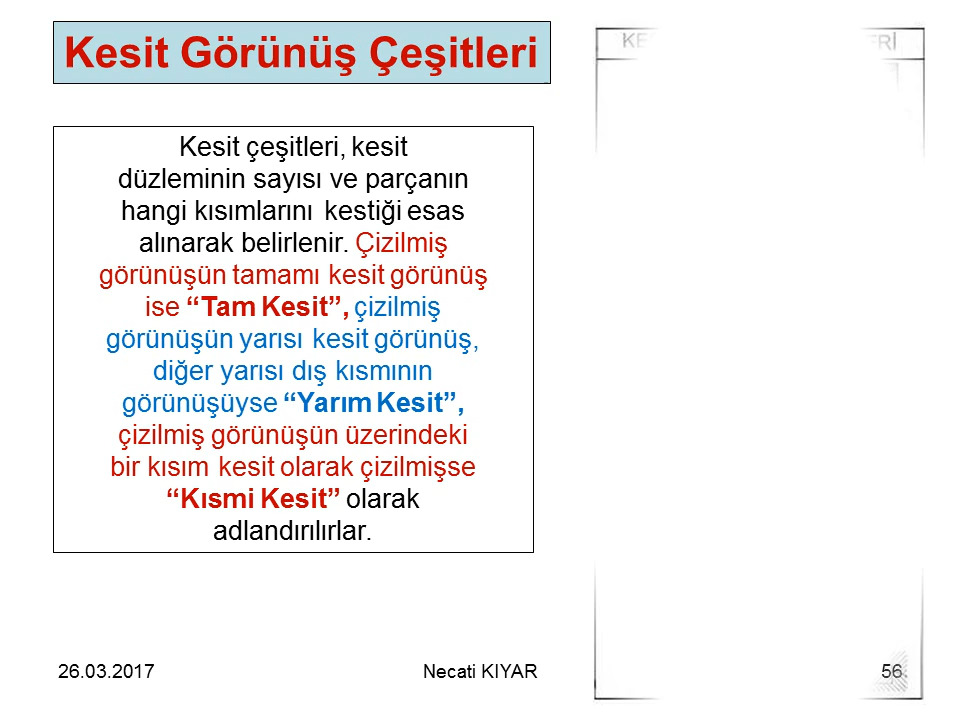 Kesit Görünüş Çeşitleri
Kesit çeşitleri, kesit
düzleminin sayısı ve parçanın
hangi kısımlarını kestiği esas
alınarak belirlenir. Çizilmiş
görünüşün tamamı kesit görünüş
ise “Tam Kesit”, çizilmiş
görünüşün yarısı kesit görünüş,
diğer yarısı dış kısmının
görünüşüyse “Yarım Kesit”,
çizilmiş görünüşün üzerindeki
bir kısım kesit olarak çizilmişse
“Kısmi Kesit” olarak
adlandırılırlar.
26.03.2017
Necati KIYAR
56